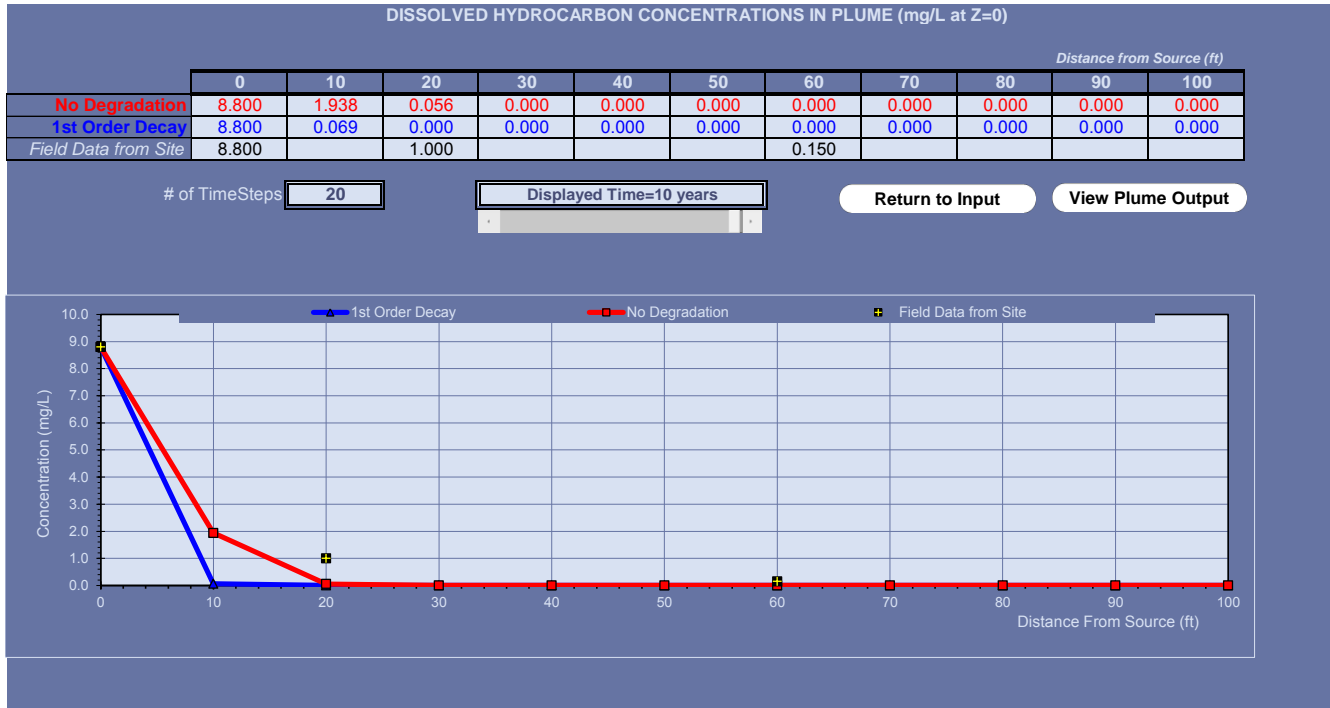 DISSOLVED HYDROCARBON CONCENTRATIONS IN PLUME (mg/L at Z=0)
Distance from Source (ft)
0 10 20 30 40 50 60 70 80 90 100
No Degradation 8.800 1.938 0.056 0.000 0.000 0.000 0.000 0.000 0.000 0.000 0.000
1st Order Decay 8.800 0.069 0.000 0.000 0.000 0.000 0.000 0.000 0.000 0.000 0.000
Field Data from Site 8.800 1.000 0.150
# of TimeSteps 20 Displayed Time=10 years Return to Input View Plume Output
1st Order Decay No Degradation Field Data from Site
10.0
9.0
8.0
7.0
6.0
5.0
4.0
3.0
2.0
1.0
0.0
Concentration (mg/L)
0 10 20 30 40 50 60 70 80 90 100
Distance From Source (ft)